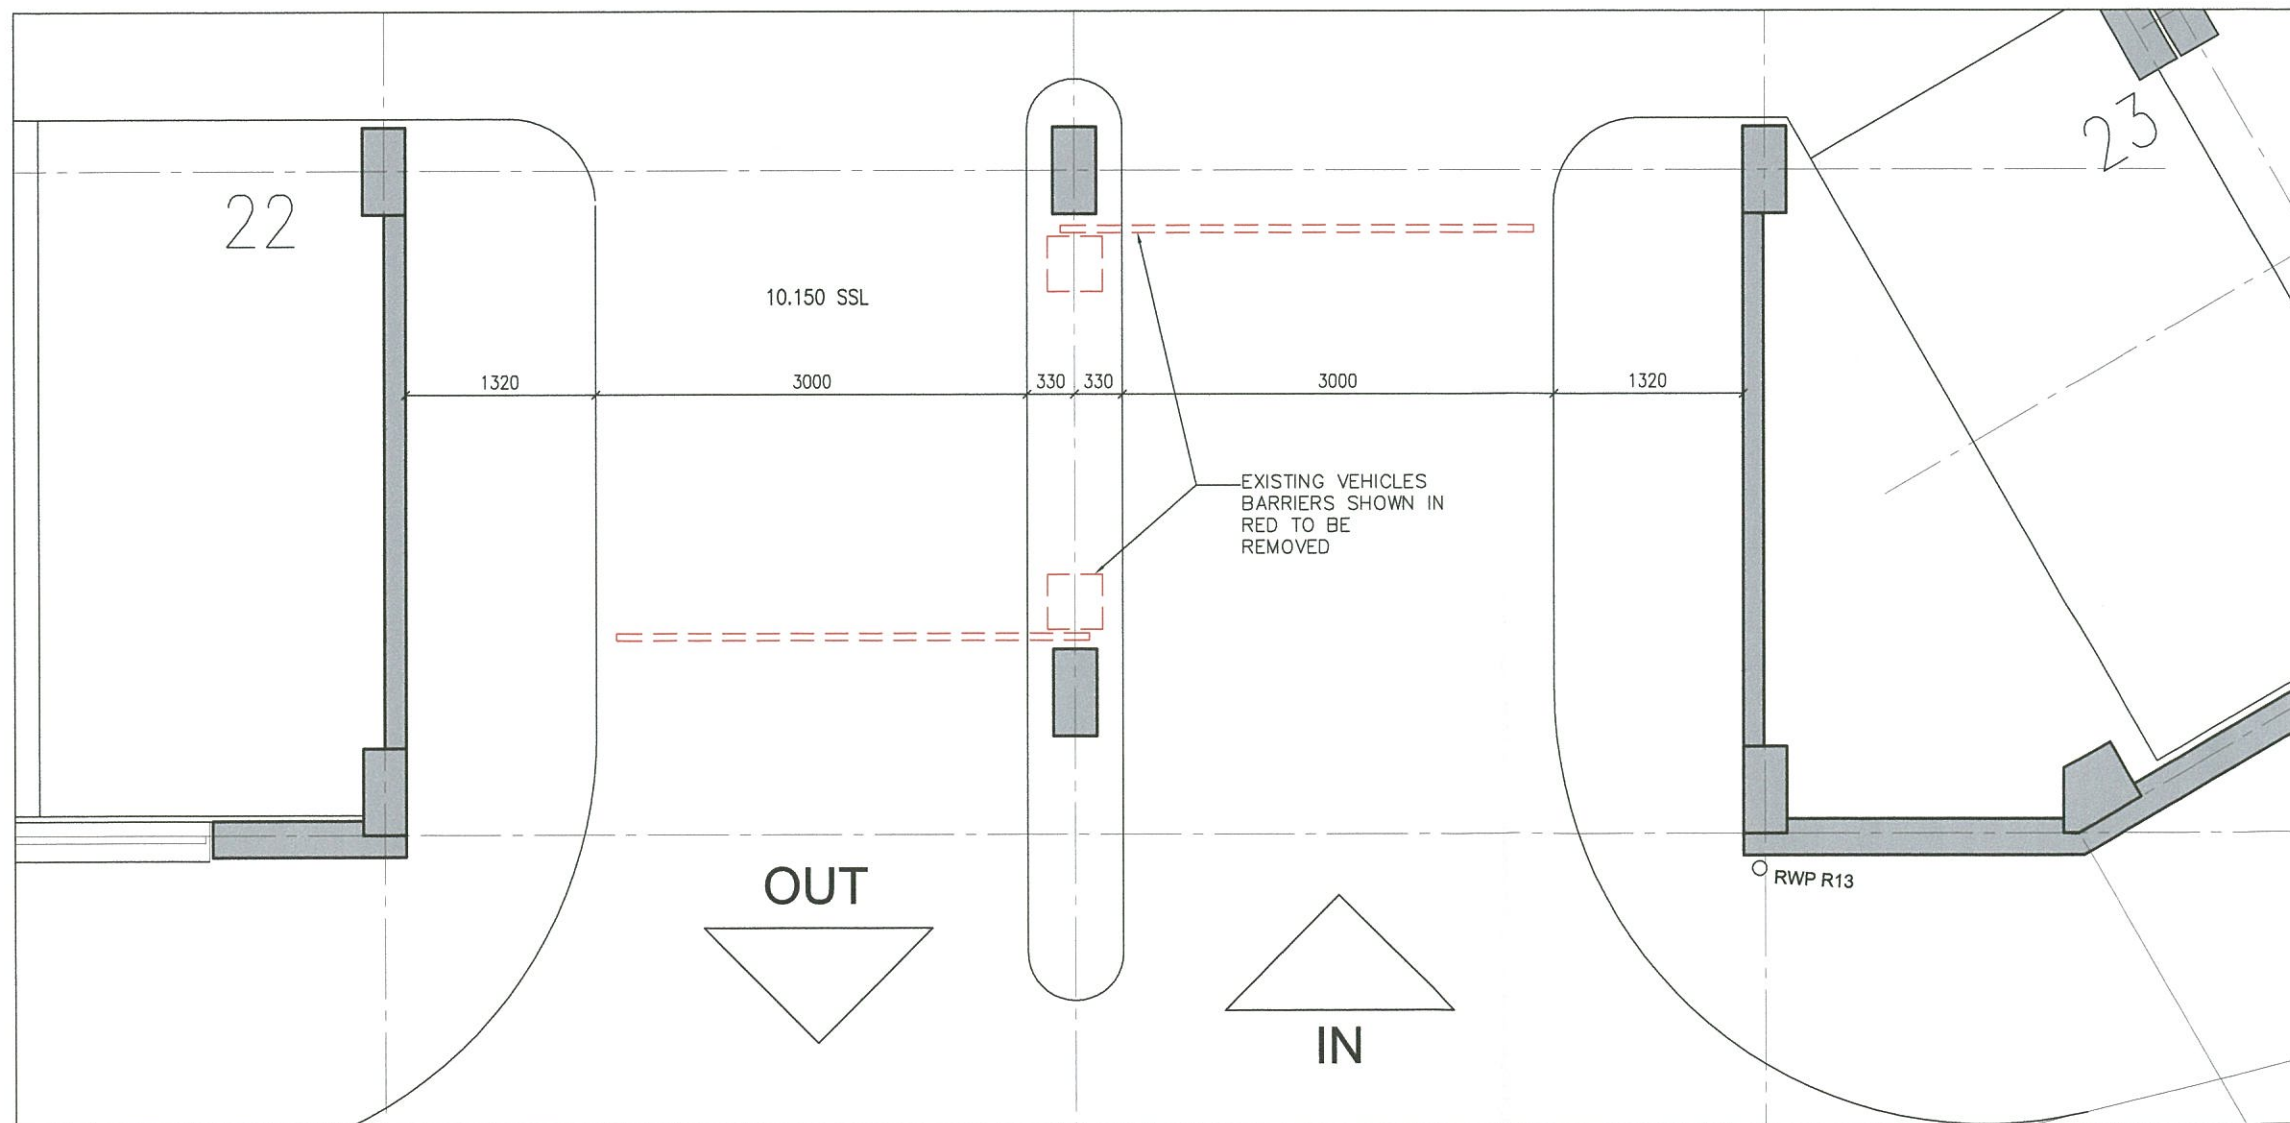 23
22
10.150 SSL
1320
3000
330
330
3000
1320
EXISTING VEHICLES
BARRIERS SHOWN IN
RED TO BE
REMOVED
OUT
RWP R13
IN